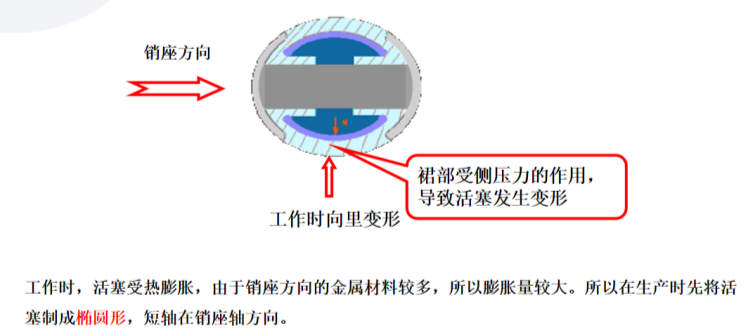 销座方向
裙部受侧压力的作用，
导致活塞发生变形
工作时向里变形
工作时，活塞受热膨胀，由于销座方向的金属材料较多，所以膨胀量较大。所以在生产时先将活
塞制成椭圆形，短轴在销座轴方向。